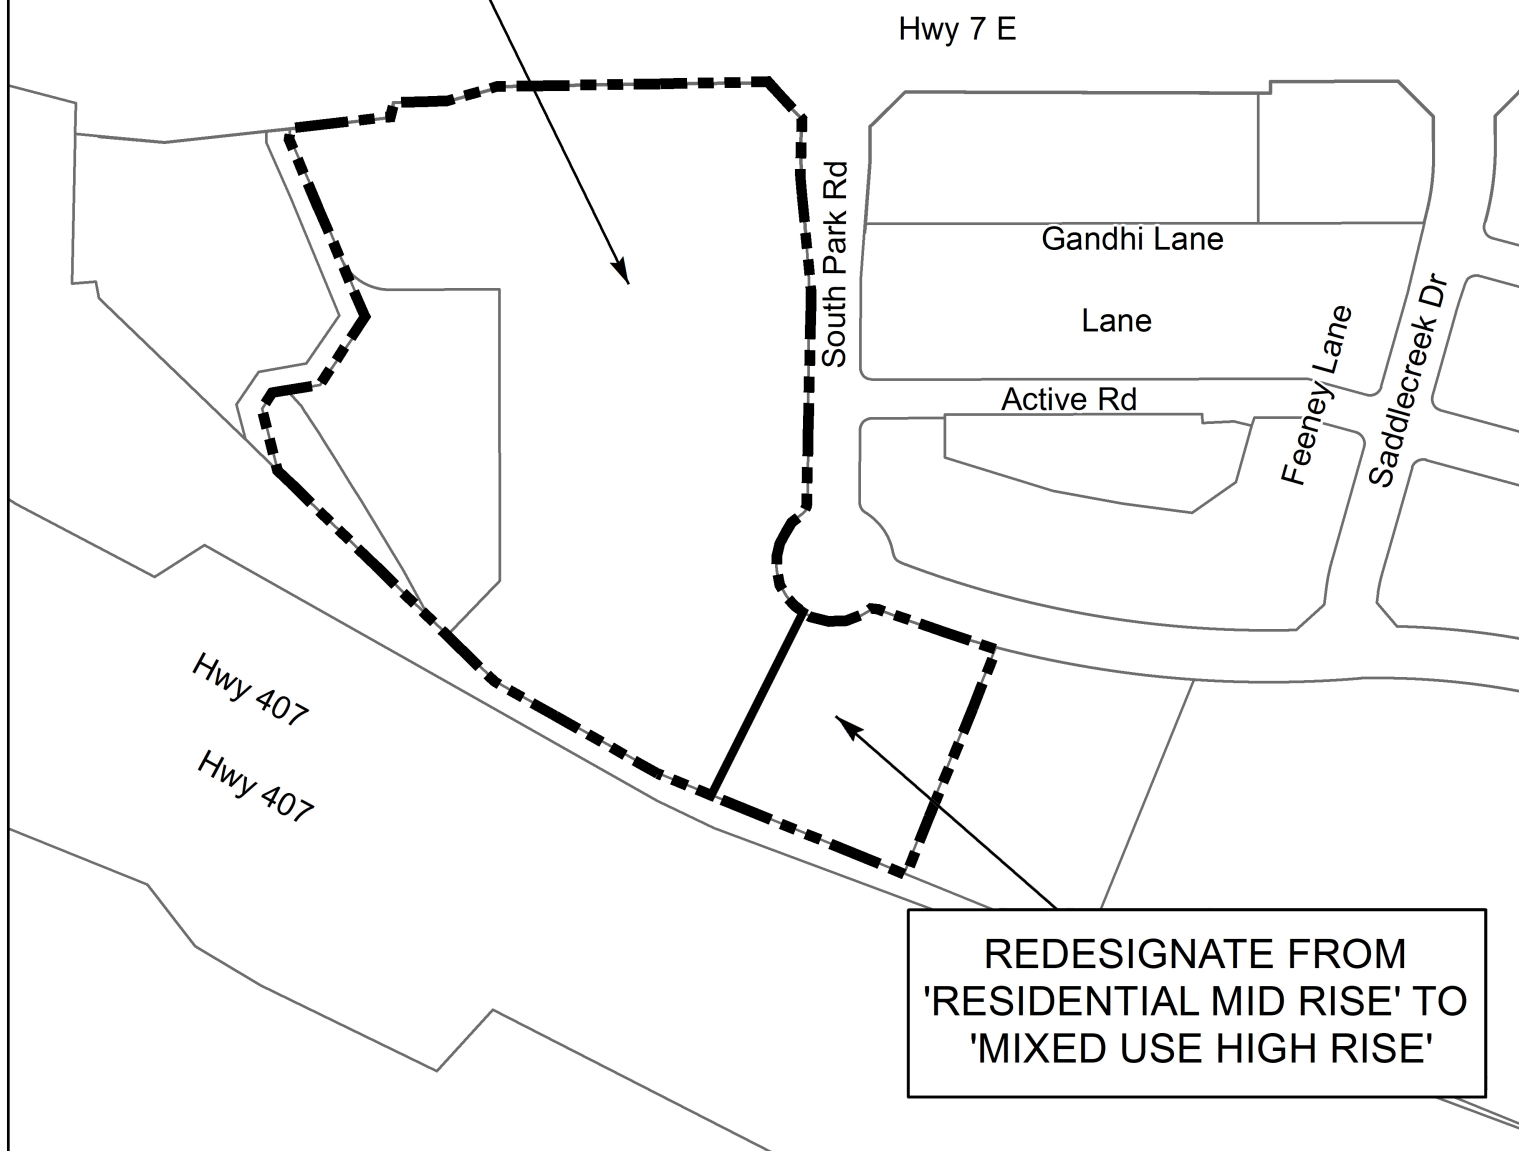 Hwy 7 E
South Park Rd
Gandhi Lane
Lane
Active Rd
Feeney Lane
Saddlecreek Dr
Hwy 407
Hwy 407
REDESIGNATE FROM
'RESIDENTIAL MID RISE' TO
'MIXED USE HIGH RISE'